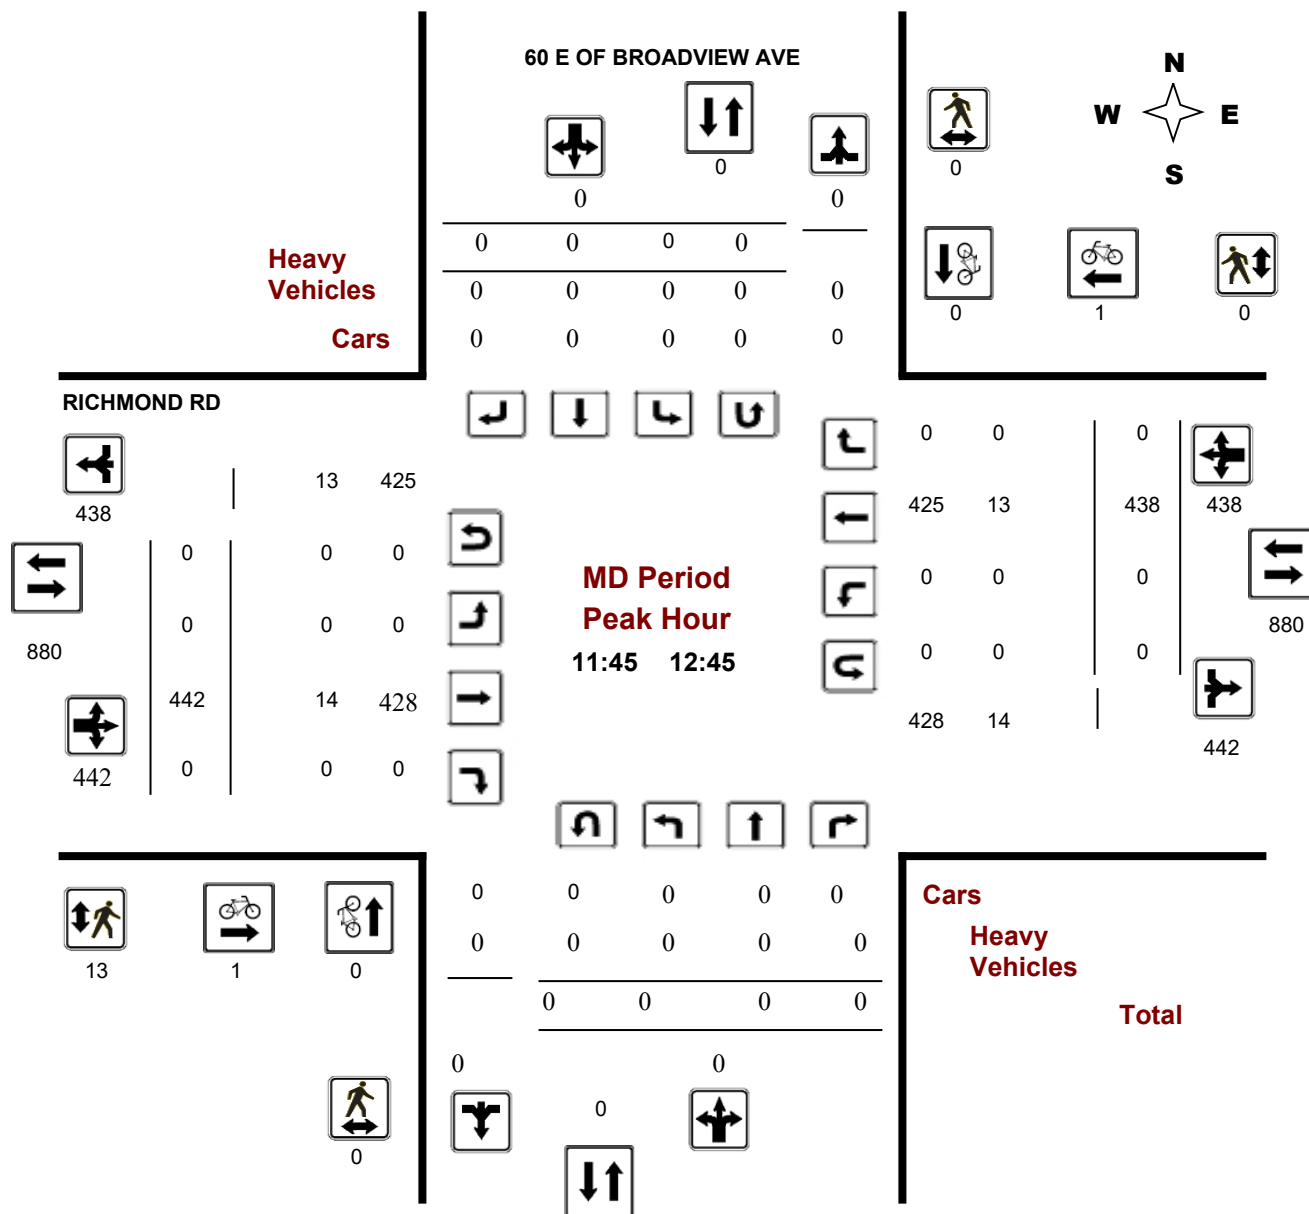 60 E OF BROADVIEW AVE
N
W E
S
0
0
0 0
0 0 0 0
Heavy
Vehicles
0 0 0 0 0
Cars
0 0 0 0 0
0 1 0
RICHMOND RD
13 425
438
0 0 0
0 0 0
880
442 14 428
442
0 0 0
MD Period
Peak Hour
11:45 12:45
0 0 0
425 13 438 438
0 0 0
880
0 0 0
428 14
442
13 1 0
0
0 0 0 0 0
0 0 0 0 0
0 0 0 0
0 0
0
Cars
Heavy
Vehicles
Total